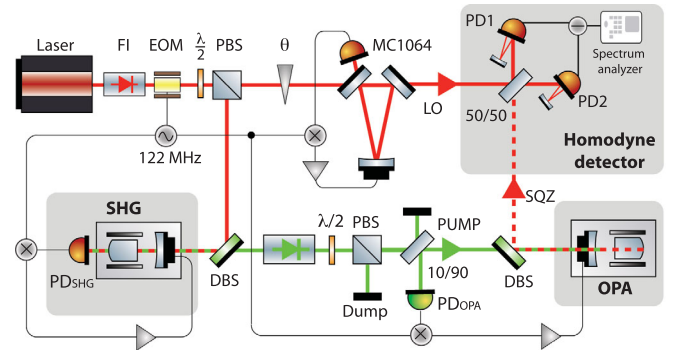 Laser
FI
EOM
λ
2
PBS
θ
MC1064
LO
PD1
Spectrum
analyzer
PD2
50/50
Homodyne
detector
122 MHz
SHG
SQZ
PDSHG
DBS
λ/2
PBS
PUMP
10/90
Dump
PDOPA
DBS
OPA